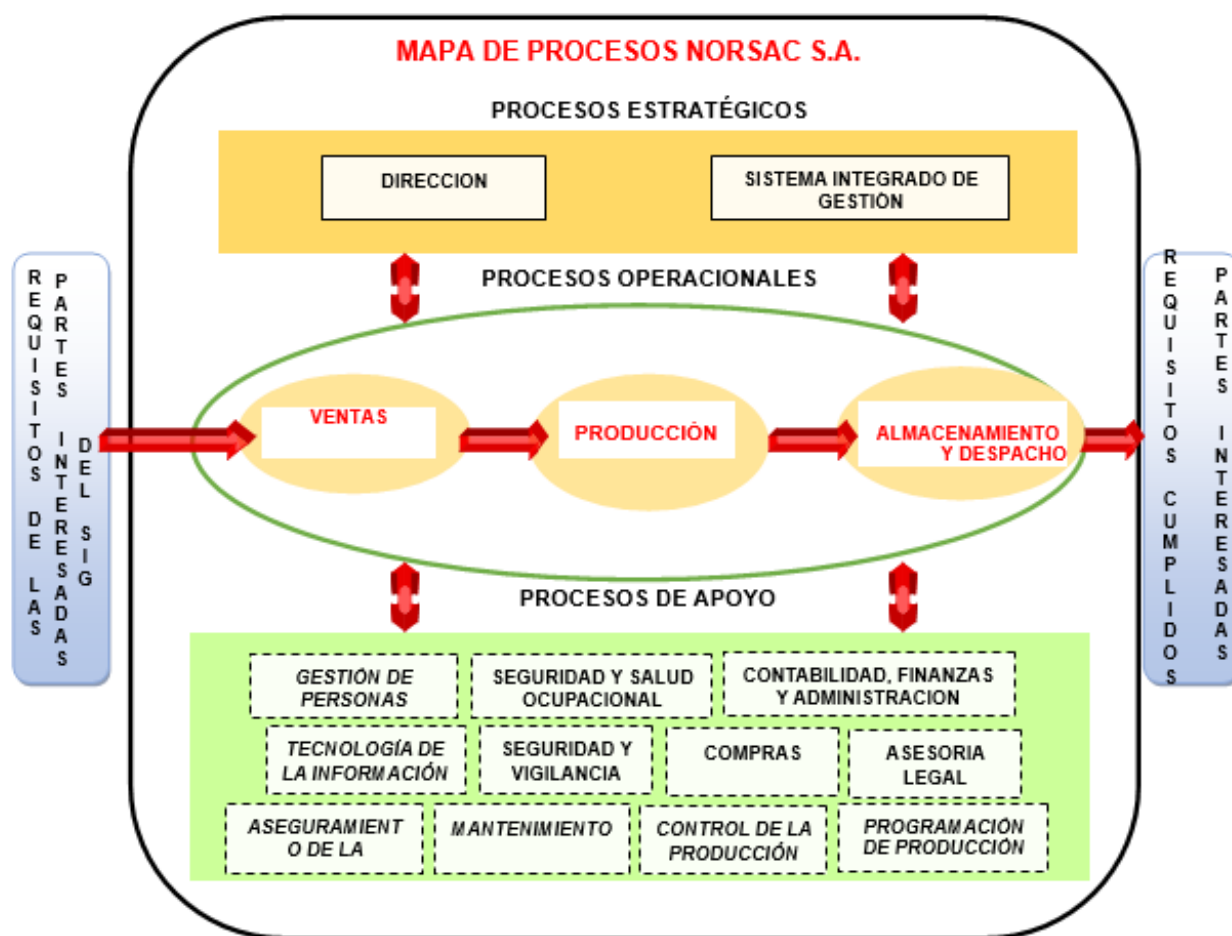 MAPA DE PROCESOS NORSAC S.A.
PROCESOS ESTRATÉGICOS
DIRECCION
SISTEMA INTEGRADO DE
GESTIÓN
REQUISITOS DE LAS
PARTES INTERESADAS
DEL SIG
PROCESOS OPERACIONALES
VENTAS
PRODUCCIÓN
ALMACENAMIENTO
Y DESPACHO
REQUISITOS CUMPLIDOS
PARTES INTERESADAS
PROCESOS DE APOYO
GESTIÓN DE
PERSONAS
SEGURIDAD Y SALUD
OCUPACIONAL
CONTABILIDAD, FINANZAS
Y ADMINISTRACION
TECNOLOGÍA DE
LA INFORMACIÓN
SEGURIDAD Y
VIGILANCIA
COMPRAS
ASESORIA
LEGAL
ASEGURAMIENT
O DE LA
MANTENIMIENTO
CONTROL DE LA
PRODUCCIÓN
PROGRAMACIÓN
DE PRODUCCIÓN